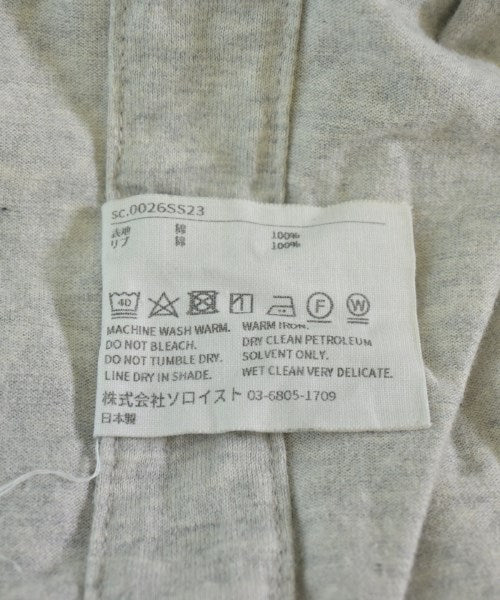 sc.0026SS23
表地 綿 100%
リブ 綿 100%
40
F
W
MACHINE WASH WARM.
DO NOT BLEACH.
DO NOT TUMBLE DRY.
LINE DRY IN SHADE.
WARM IRON.
DRY CLEAN PETROLEUM
SOLVENT ONLY.
WET CLEAN VERY DELICATE.
株式会社ソロイスト 03-6805-1709
日本製